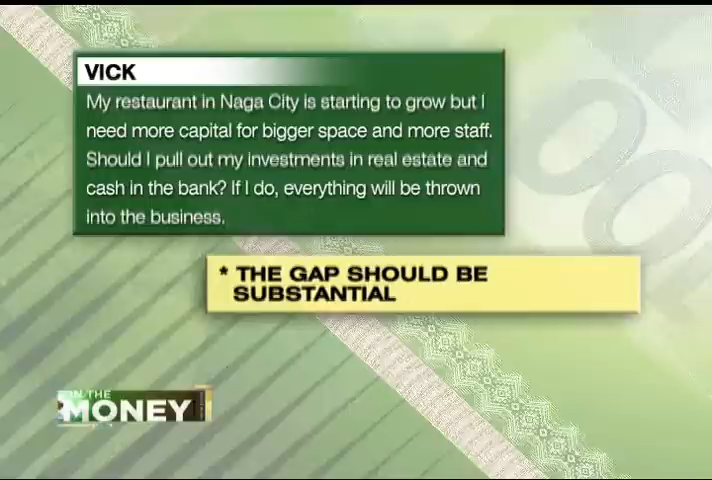 VICK
My restaurant in Naga City is starting to grow but I
need more capital for bigger space and more staff.
Should I pull out my investments in real estate and
cash in the bank? If I do, everything will be thrown
into the business.
* THE GAP SHOULD BE
SUBSTANTIAL
ON THE
MONEY